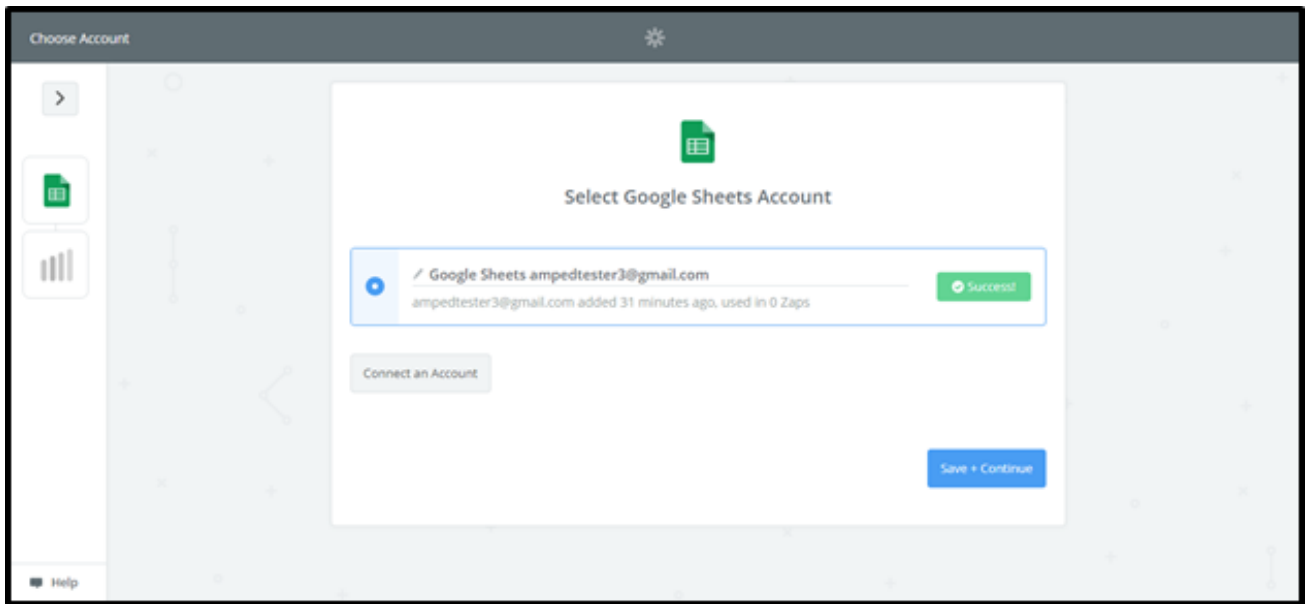 Choose Account
Select Google Sheets Account
Google Sheets ampedtester3@gmail.com
Success!
ampedtester3@gmail.com added 31 minutes ago, used in 0 Zaps
Connect an Account
Save + Continue
Help